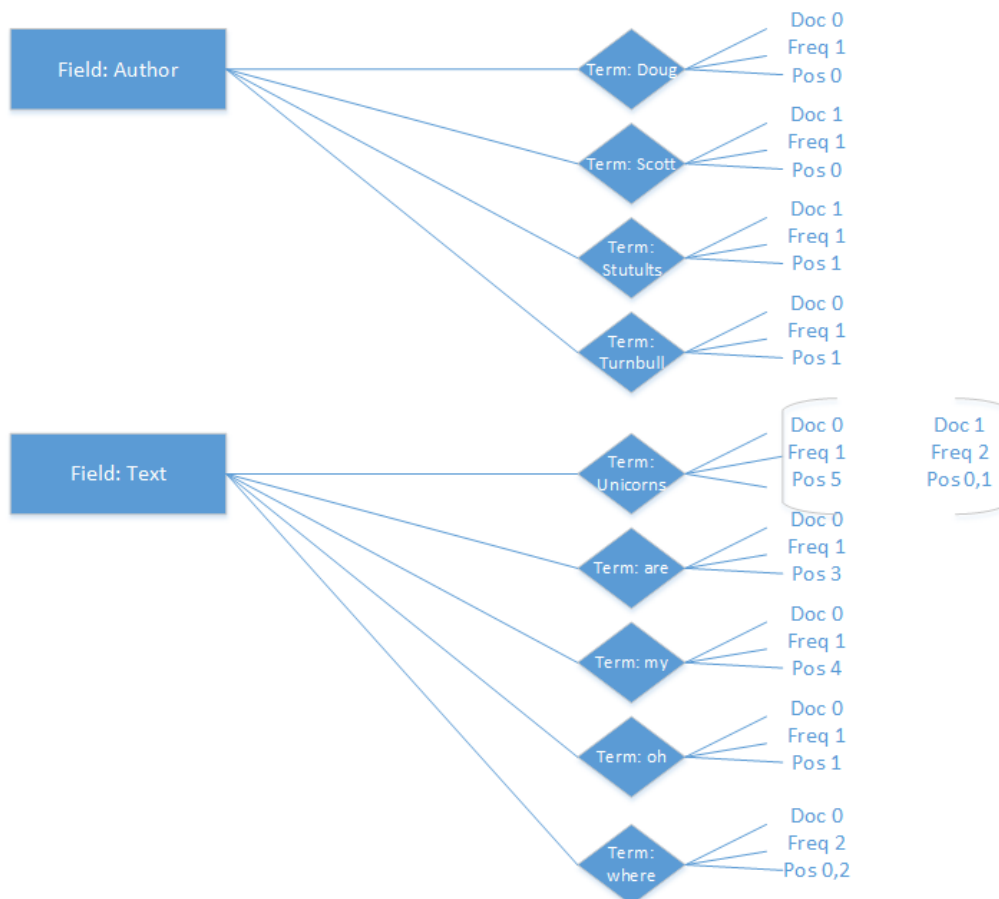 Field: Author
Term: Doug
Doc 0
Freq 1
Pos 0
Term: Scott
Doc 1
Freq 1
Pos 0
Term:
Stutults
Doc 1
Freq 1
Pos 1
Term:
Turnbull
Doc 0
Freq 1
Pos 1
Field: Text
Term:
Unicorns
Doc 0
Freq 1
Pos 5
Doc 1
Freq 2
Pos 0,1
Term: are
Doc 0
Freq 1
Pos 3
Term: my
Doc 0
Freq 1
Pos 4
Term: oh
Doc 0
Freq 1
Pos 1
Term:
where
Doc 0
Freq 2
Pos 0,2